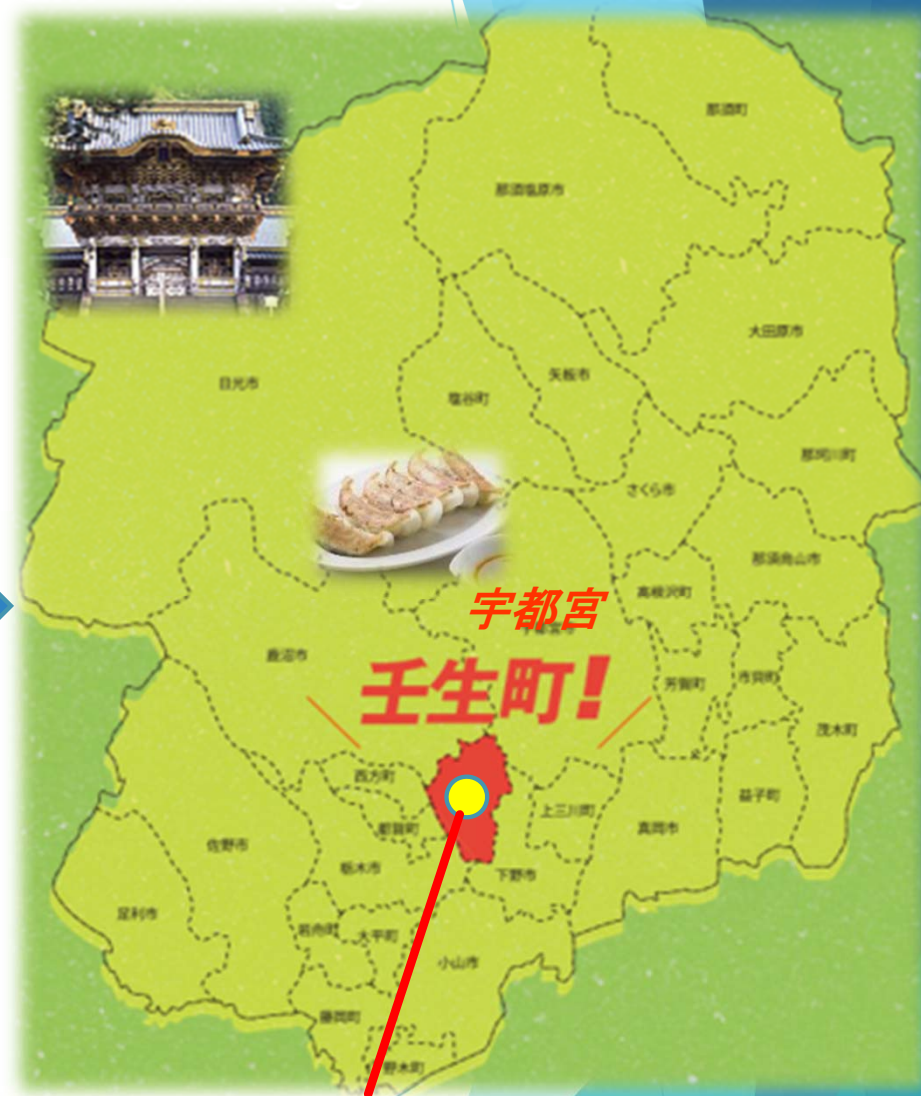 那須町
那須塩原市
大田原市
矢板市
日光市
塩谷町
那珂川町
さくら市
那須烏山市
高根沢町
宇都宮
鹿沼市
壬生町!
芳賀町
市貝町
茂木町
西方町
益子町
上三川町
都賀町
真岡市
佐野市
栃木市
下野市
足利市
岩舟町
大平町
小山市
藤岡町
野木町